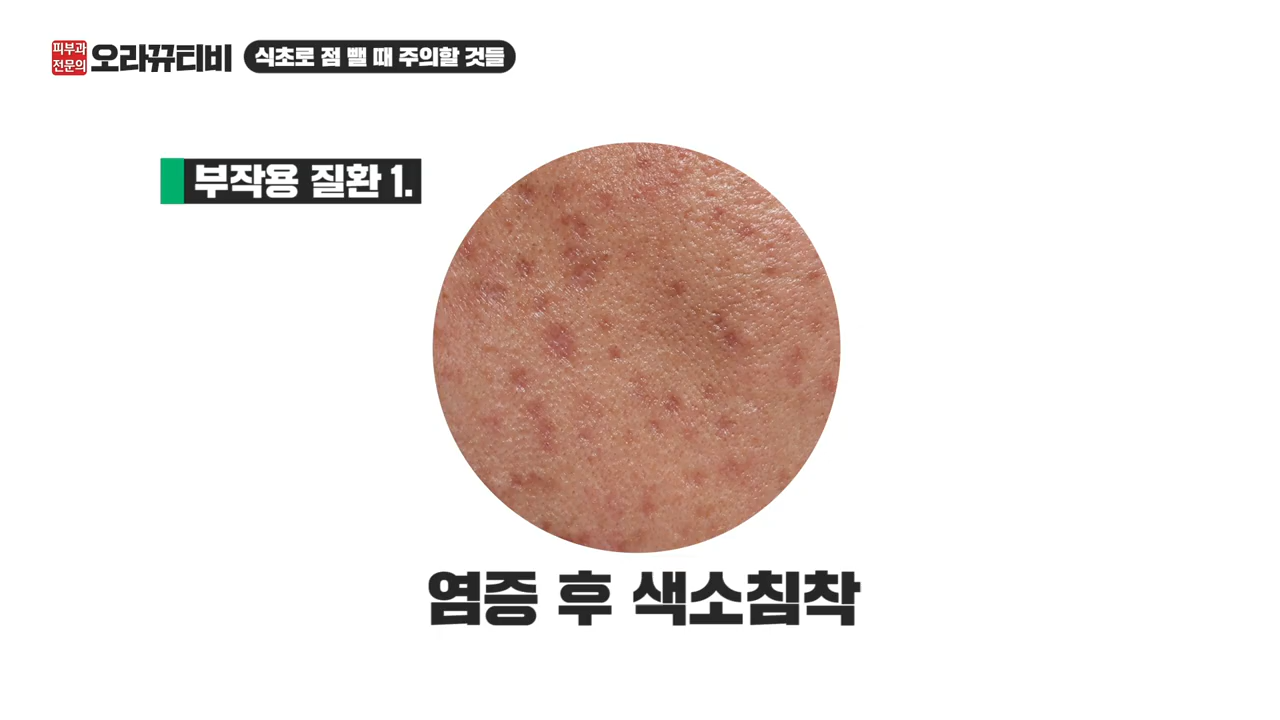 피부과
전문의
오라뀨티비
식초로 점 뺄 때 주의할 것들
부작용 질환 1.
염증 후 색소침착